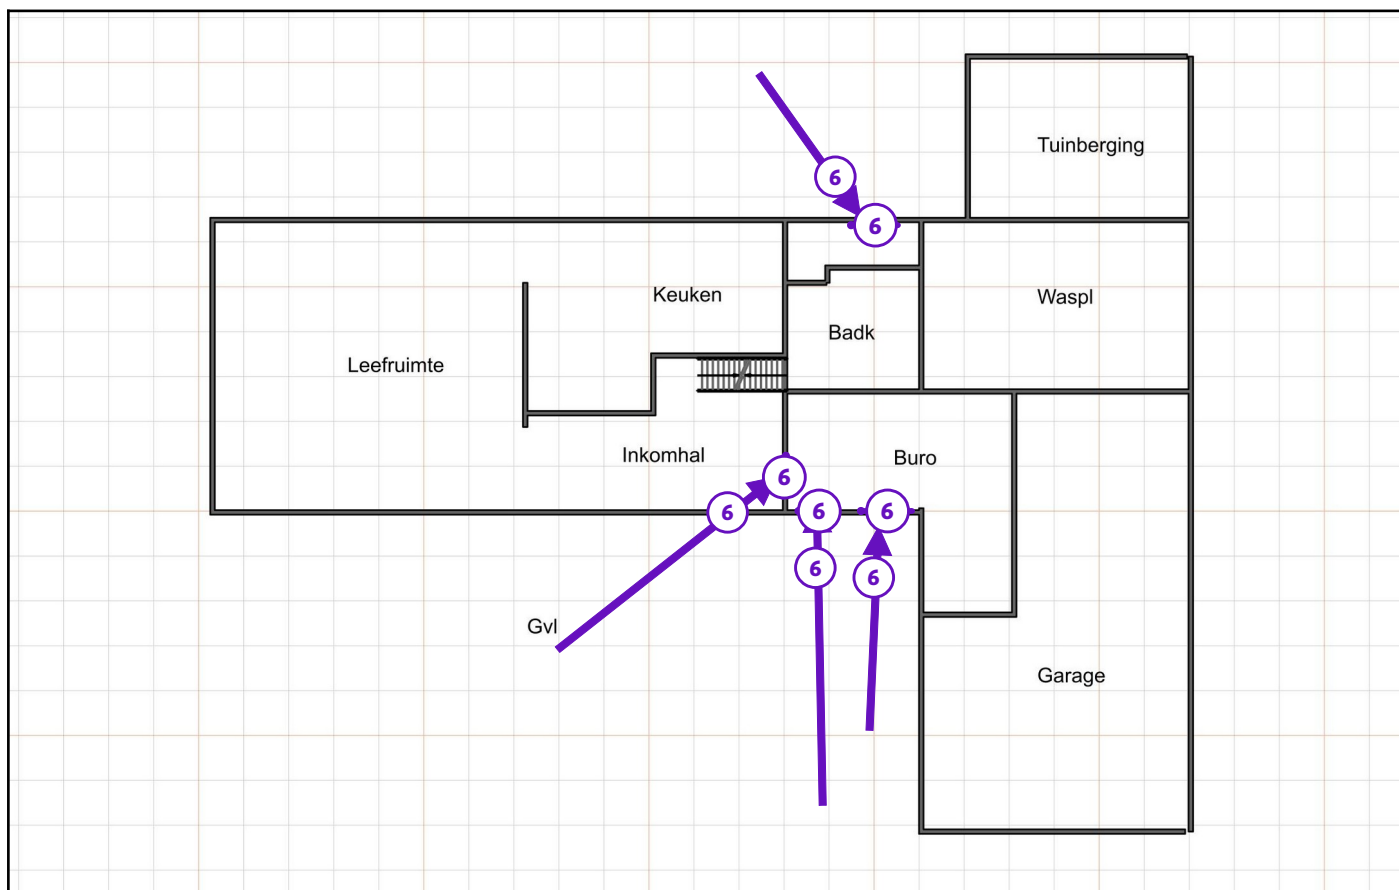 Tuinberging
6
6
Keuken
Waspl
Badk
Leefruimte
Inkomhal
Buro
6
6
6
6
6
6
Gvl
Garage